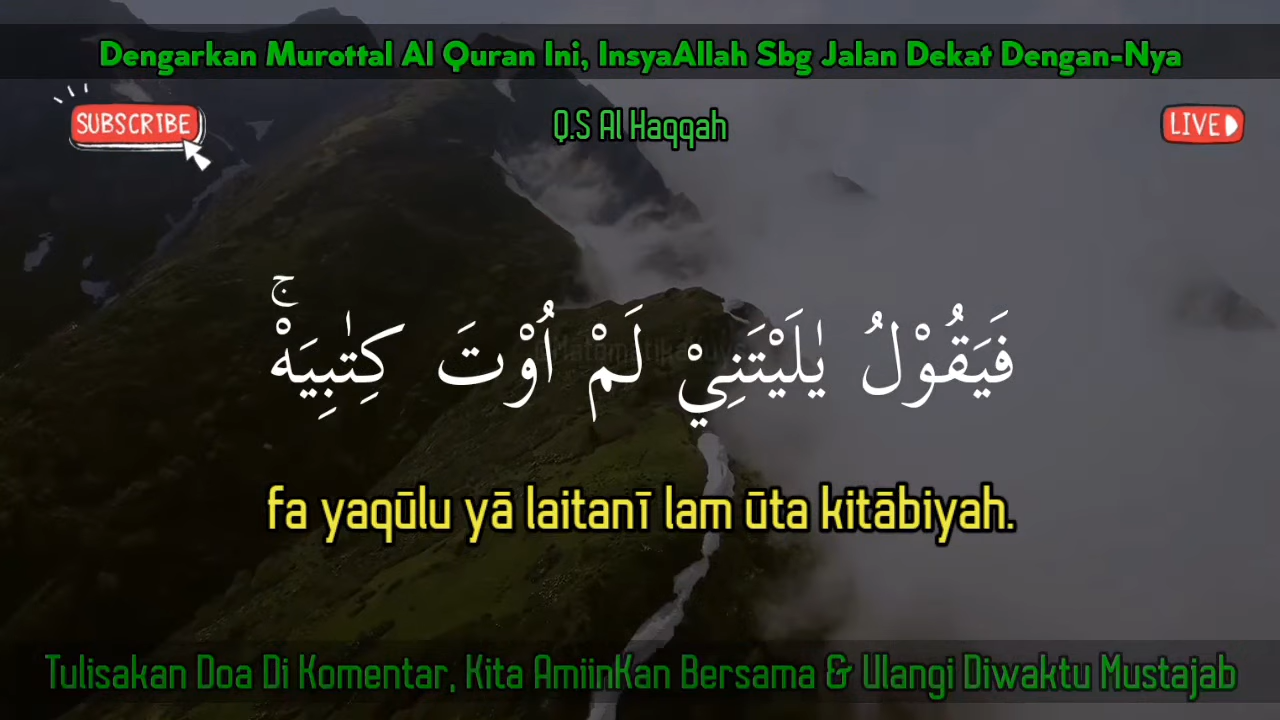 Dengarkan Murottal Al Quran Ini, InsyaAllah Sbg Jalan Dekat Dengan-Nya
SUBSCRIBE
Q.S Al Haqqah
LIVE
فَيَقُوْلُ يٰلَيْتَنِيْ لَمْ اُوْتَ كِتٰبِيَهْۚ
fa yaqūlu yā laitanī lam ūta kitābiyah.
Tulisakan Doa Di Komentar, Kita AmiinKan Bersama & Ulangi Diwaktu Mustajab